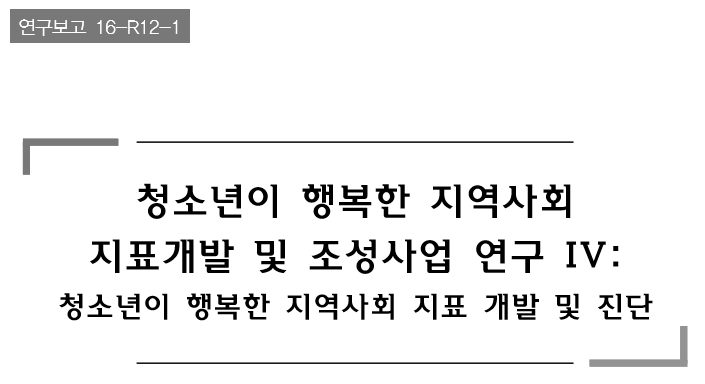 연구보고 16-R12-1
청소년이 행복한 지역사회
지표개발 및 조성사업 연구 IV:
청소년이 행복한 지역사회 지표 개발 및 진단